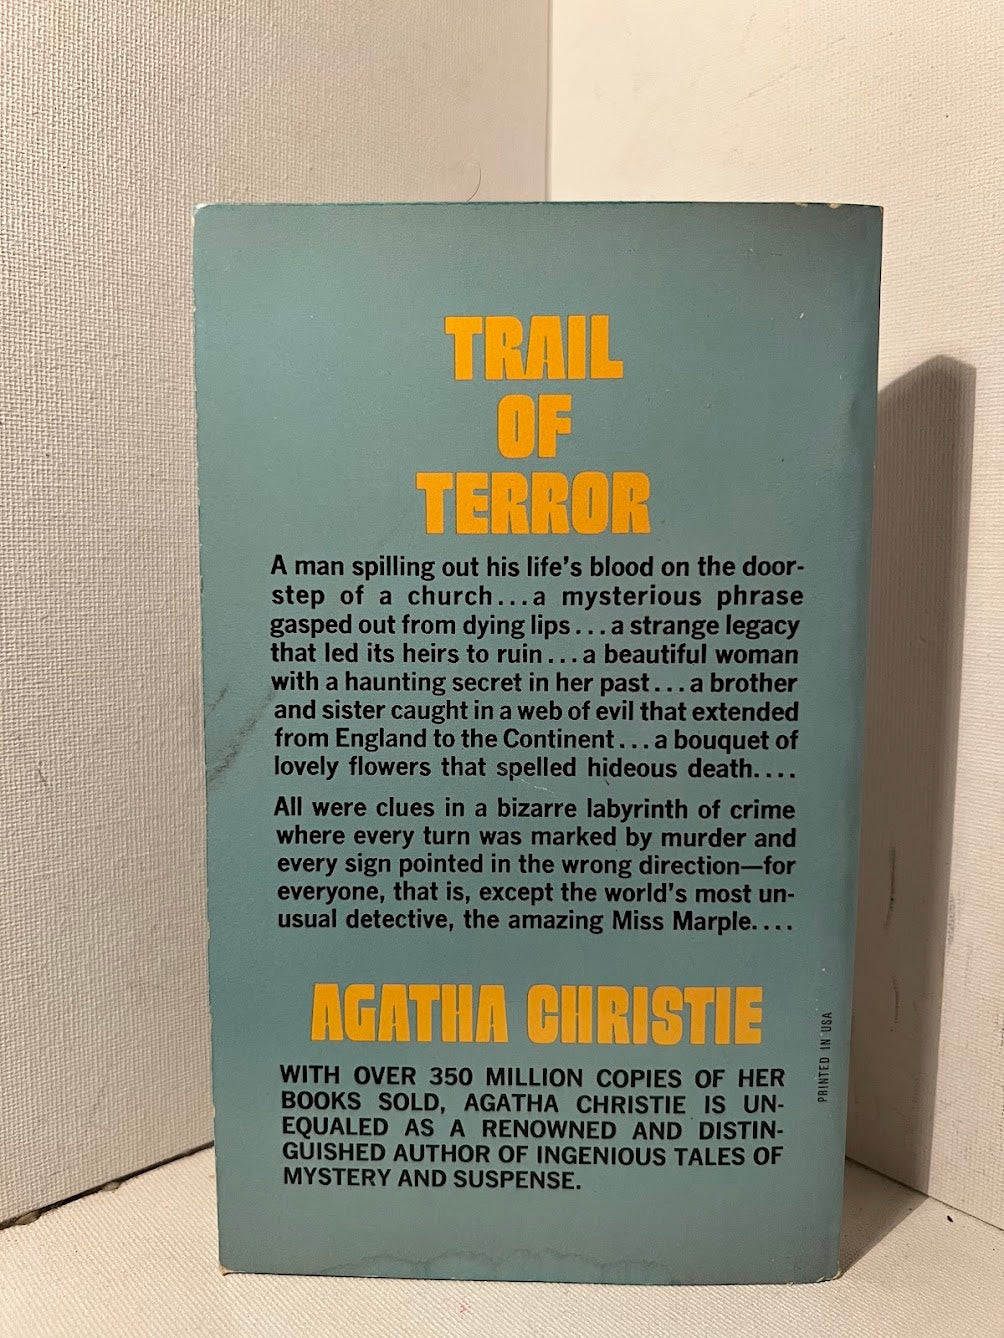 TRAIL
OF
TERROR
A man spilling out his life's blood on the door-
step of a church...a mysterious phrase
gasped out from dying lips...a strange legacy
that led its heirs to ruin...a beautiful woman
with a haunting secret in her past...a brother
and sister caught in a web of evil that extended
from England to the Continent...a bouquet of
lovely flowers that spelled hideous death....
All were clues in a bizarre labyrinth of crime
where every turn was marked by murder and
every sign pointed in the wrong direction—for
everyone, that is, except the world's most un-
usual detective, the amazing Miss Marple....
AGATHA CHRISTIE
WITH OVER 350 MILLION COPIES OF HER
BOOKS SOLD, AGATHA CHRISTIE IS UN-
EQUALED AS A RENOWNED AND DISTIN-
GUISHED AUTHOR OF INGENIOUS TALES OF
MYSTERY AND SUSPENSE.
PRINTED IN USA